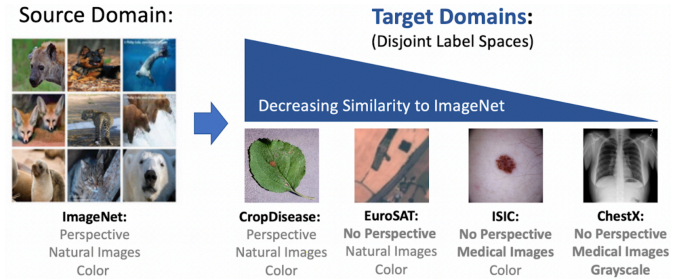 Source Domain:
Target Domains:
(Disjoint Label Spaces)
Decreasing Similarity to ImageNet
ImageNet:
Perspective
Natural Images
Color
CropDisease:
Perspective
Natural Images
Color
EuroSAT:
No Perspective
Natural Images
Color
ISIC:
No Perspective
Medical Images
Color
ChestX:
No Perspective
Medical Images
Grayscale